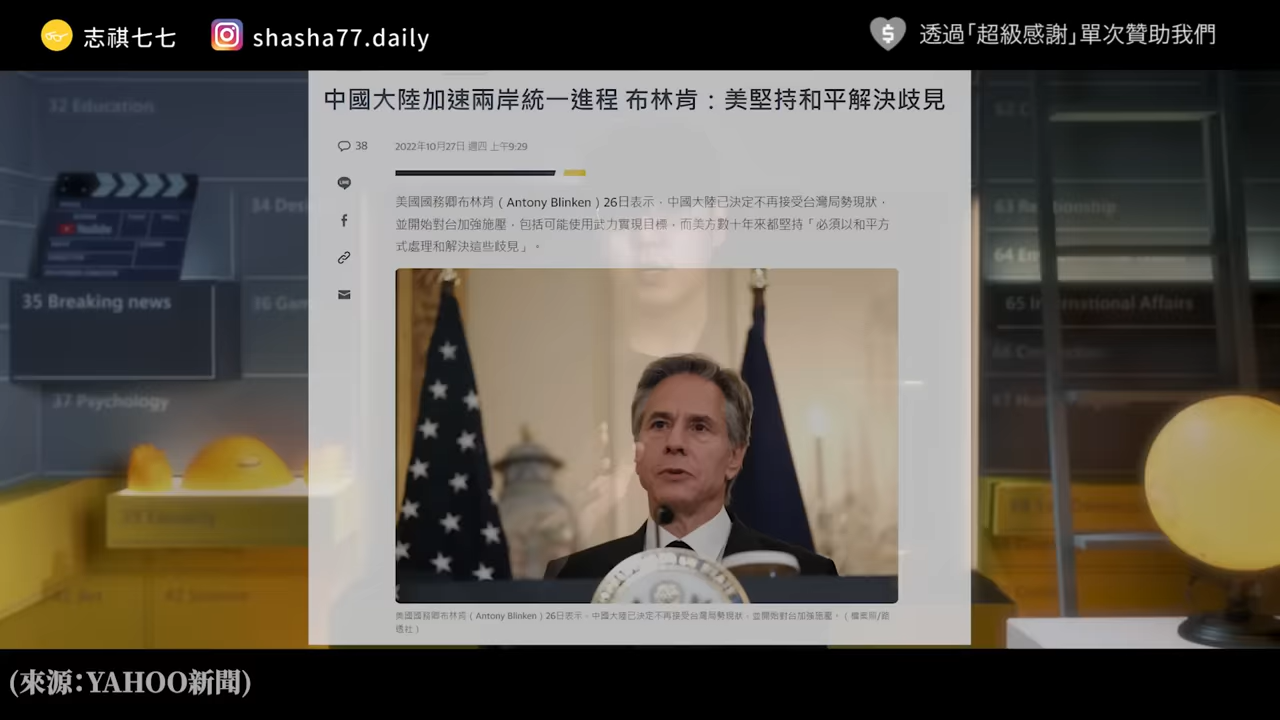 志祺七七
shasha77.daily
透過「超級感謝」單次贊助我們
32 Education
中國大陸加速兩岸統一進程 布林肯：美堅持和平解決歧見
38
2022年10月27日 週四 上午9:29
美國國務卿布林肯（Antony Blinken）26日表示，中國大陸已決定不再接受台灣局勢現狀，
並開始對台加強施壓，包括可能使用武力實現目標，而美方數十年來都堅持「必須以和平方
式處理和解決這些歧見」。
34 Desi
YouTube
35 Breaking news
36 Gam
37 Psychology
65 International Affairs
美國國務卿布林肯（Antony Blinken）26日表示，中國大陸已決定不再接受台灣局勢現狀，並開始對台加強施壓。（檔案照/路
透社）
(來源：YAHOO新聞)